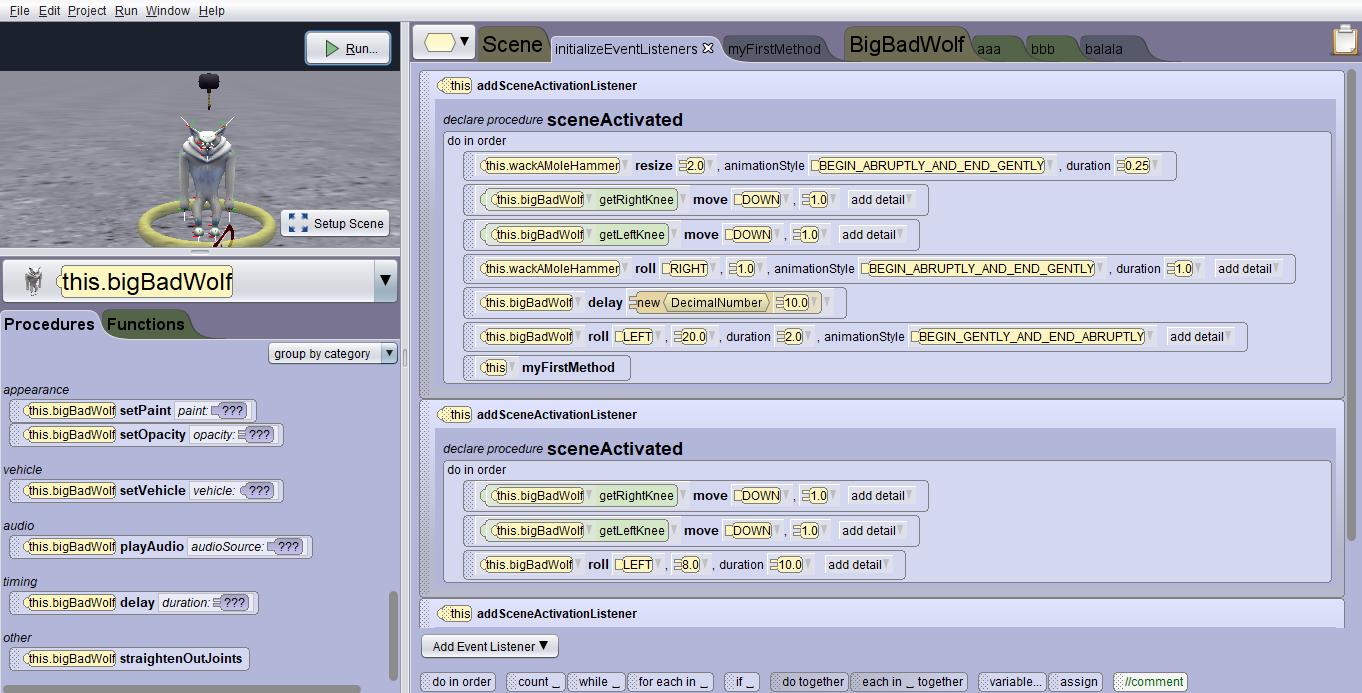 File Edit Project Run Window Help
Run...
Setup Scene
this.bigBadWolf
Procedures Functions
group by category
appearance
this.bigBadWolf setPaint paint: ???
this.bigBadWolf setOpacity opacity: ???
vehicle
this.bigBadWolf setVehicle vehicle: ???
audio
this.bigBadWolf playAudio audioSource: ???
timing
this.bigBadWolf delay duration: ???
other
this.bigBadWolf straightenOutJoints
Scene initializeEventListeners myFirstMethod BigBadWolf aaa bbb balala
this addSceneActivationListener
declare procedure sceneActivated
do in order
this.wackAMoleHammer resize 2.0 , animationStyle BEGIN_ABRUPTLY_AND_END_GENTLY , duration 0.25
this.bigBadWolf getRightKnee move DOWN , 1.0 add detail
this.bigBadWolf getLeftKnee move DOWN , 1.0 add detail
this.wackAMoleHammer roll RIGHT , 1.0 , animationStyle BEGIN_ABRUPTLY_AND_END_GENTLY , duration 1.0 add detail
this.bigBadWolf delay new DecimalNumber 10.0
this.bigBadWolf roll LEFT , 20.0 , duration 2.0 , animationStyle BEGIN_GENTLY_AND_END_ABRUPTLY add detail
this myFirstMethod
this addSceneActivationListener
declare procedure sceneActivated
do in order
this.bigBadWolf getRightKnee move DOWN , 1.0 add detail
this.bigBadWolf getLeftKnee move DOWN , 1.0 add detail
this.bigBadWolf roll LEFT , 8.0 , duration 10.0 add detail
this addSceneActivationListener
Add Event Listener
do in order count _ while _ for each in _ if _ do together each in _ together variable... assign //comment